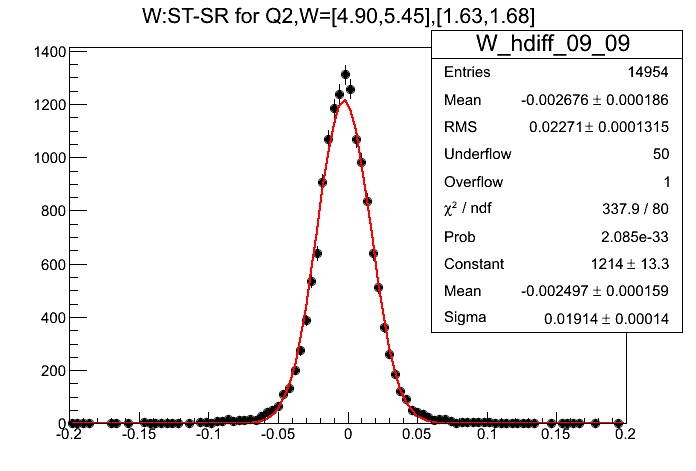 W:ST-SR for Q2,W=[4.90,5.45],[1.63,1.68]
W_hdiff_09_09
Entries 14954
Mean -0.002676 ± 0.000186
RMS 0.02271± 0.0001315
Underflow 50
Overflow 1
χ² / ndf 337.9 / 80
Prob 2.085e-33
Constant 1214 ± 13.3
Mean -0.002497 ± 0.000159
Sigma 0.01914 ± 0.00014
1400
1200
1000
800
600
400
200
0
-0.2 -0.15 -0.1 -0.05 0 0.05 0.1 0.15 0.2